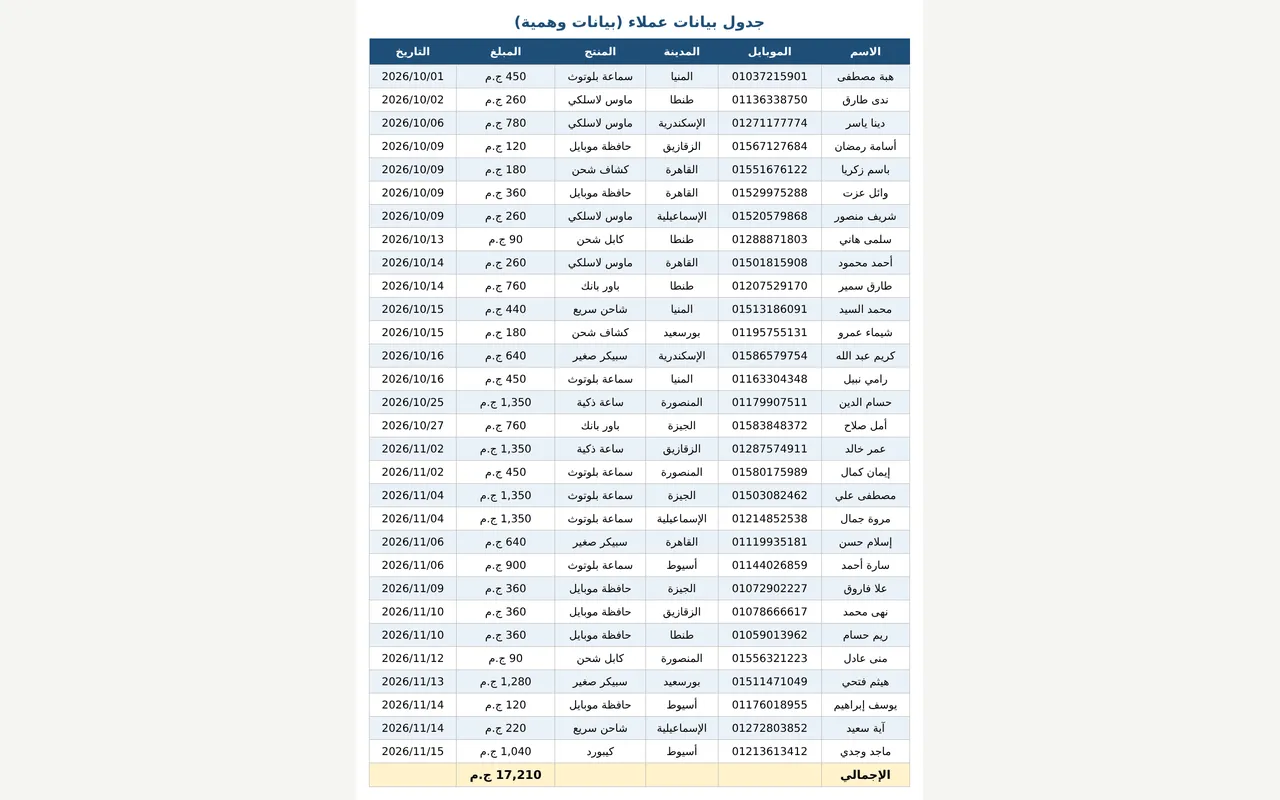 جدول بيانات عملاء (بيانات وهمية)
الاسم الموبايل المدينة المنتج المبلغ التاريخ
هبة مصطفى 01037215901 المنيا سماعة بلوتوث 450 ج.م 2026/10/01
ندى طارق 01136338750 طنطا ماوس لاسلكي 260 ج.م 2026/10/02
دينا ياسر 01271177774 الإسكندرية ماوس لاسلكي 780 ج.م 2026/10/06
أسامة رمضان 01567127684 الزقازيق حافظة موبايل 120 ج.م 2026/10/09
باسم زكريا 01551676122 القاهرة كشاف شحن 180 ج.م 2026/10/09
وائل عزت 01529975288 القاهرة حافظة موبايل 360 ج.م 2026/10/09
شريف منصور 01520579868 الإسماعيلية ماوس لاسلكي 260 ج.م 2026/10/09
سلمى هاني 01288871803 طنطا كابل شحن 90 ج.م 2026/10/13
أحمد محمود 01501815908 القاهرة ماوس لاسلكي 260 ج.م 2026/10/14
طارق سمير 01207529170 طنطا باور بانك 760 ج.م 2026/10/14
محمد السيد 01513186091 المنيا شاحن سريع 440 ج.م 2026/10/15
شيماء عمرو 01195755131 بورسعيد كشاف شحن 180 ج.م 2026/10/15
كريم عبد الله 01586579754 الإسكندرية سبيكر صغير 640 ج.م 2026/10/16
رامي نبيل 01163304348 المنيا سماعة بلوتوث 450 ج.م 2026/10/16
حسام الدين 01179907511 المنصورة ساعة ذكية 1,350 ج.م 2026/10/25
أمل صلاح 01583848372 الجيزة باور بانك 760 ج.م 2026/10/27
عمر خالد 01287574911 الزقازيق ساعة ذكية 1,350 ج.م 2026/11/02
إيمان كمال 01580175989 المنصورة سماعة بلوتوث 450 ج.م 2026/11/02
مصطفى علي 01503082462 الجيزة سماعة بلوتوث 1,350 ج.م 2026/11/04
مروة جمال 01214852538 الإسماعيلية سماعة بلوتوث 1,350 ج.م 2026/11/04
إسلام حسن 01119935181 القاهرة سبيكر صغير 640 ج.م 2026/11/06
سارة أحمد 01144026859 أسيوط سماعة بلوتوث 900 ج.م 2026/11/06
علا فاروق 01072902227 الجيزة حافظة موبايل 360 ج.م 2026/11/09
نهى محمد 01078666617 الزقازيق حافظة موبايل 360 ج.م 2026/11/10
ريم حسام 01059013962 طنطا حافظة موبايل 360 ج.م 2026/11/10
منى عادل 01556321223 المنصورة كابل شحن 90 ج.م 2026/11/12
هيثم فتحي 01511471049 بورسعيد سبيكر صغير 1,280 ج.م 2026/11/13
يوسف إبراهيم 01176018955 أسيوط حافظة موبايل 120 ج.م 2026/11/14
آية سعيد 01272803852 الإسماعيلية شاحن سريع 220 ج.م 2026/11/14
ماجد وجدي 01213613412 أسيوط كيبورد 1,040 ج.م 2026/11/15
الإجمالي 17,210 ج.م